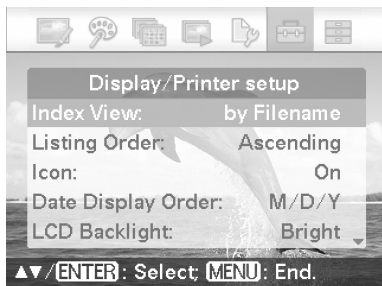 Display/Printer setup
Index View: by Filename
Listing Order: Ascending
Icon: On
Date Display Order: M/D/Y
LCD Backlight: Bright
▲▼/ENTER: Select; MENU: End.